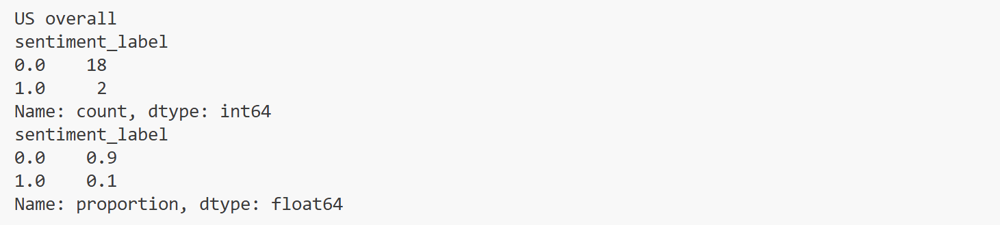 US overall
sentiment_label
0.0    18
1.0     2
Name: count, dtype: int64
sentiment_label
0.0    0.9
1.0    0.1
Name: proportion, dtype: float64